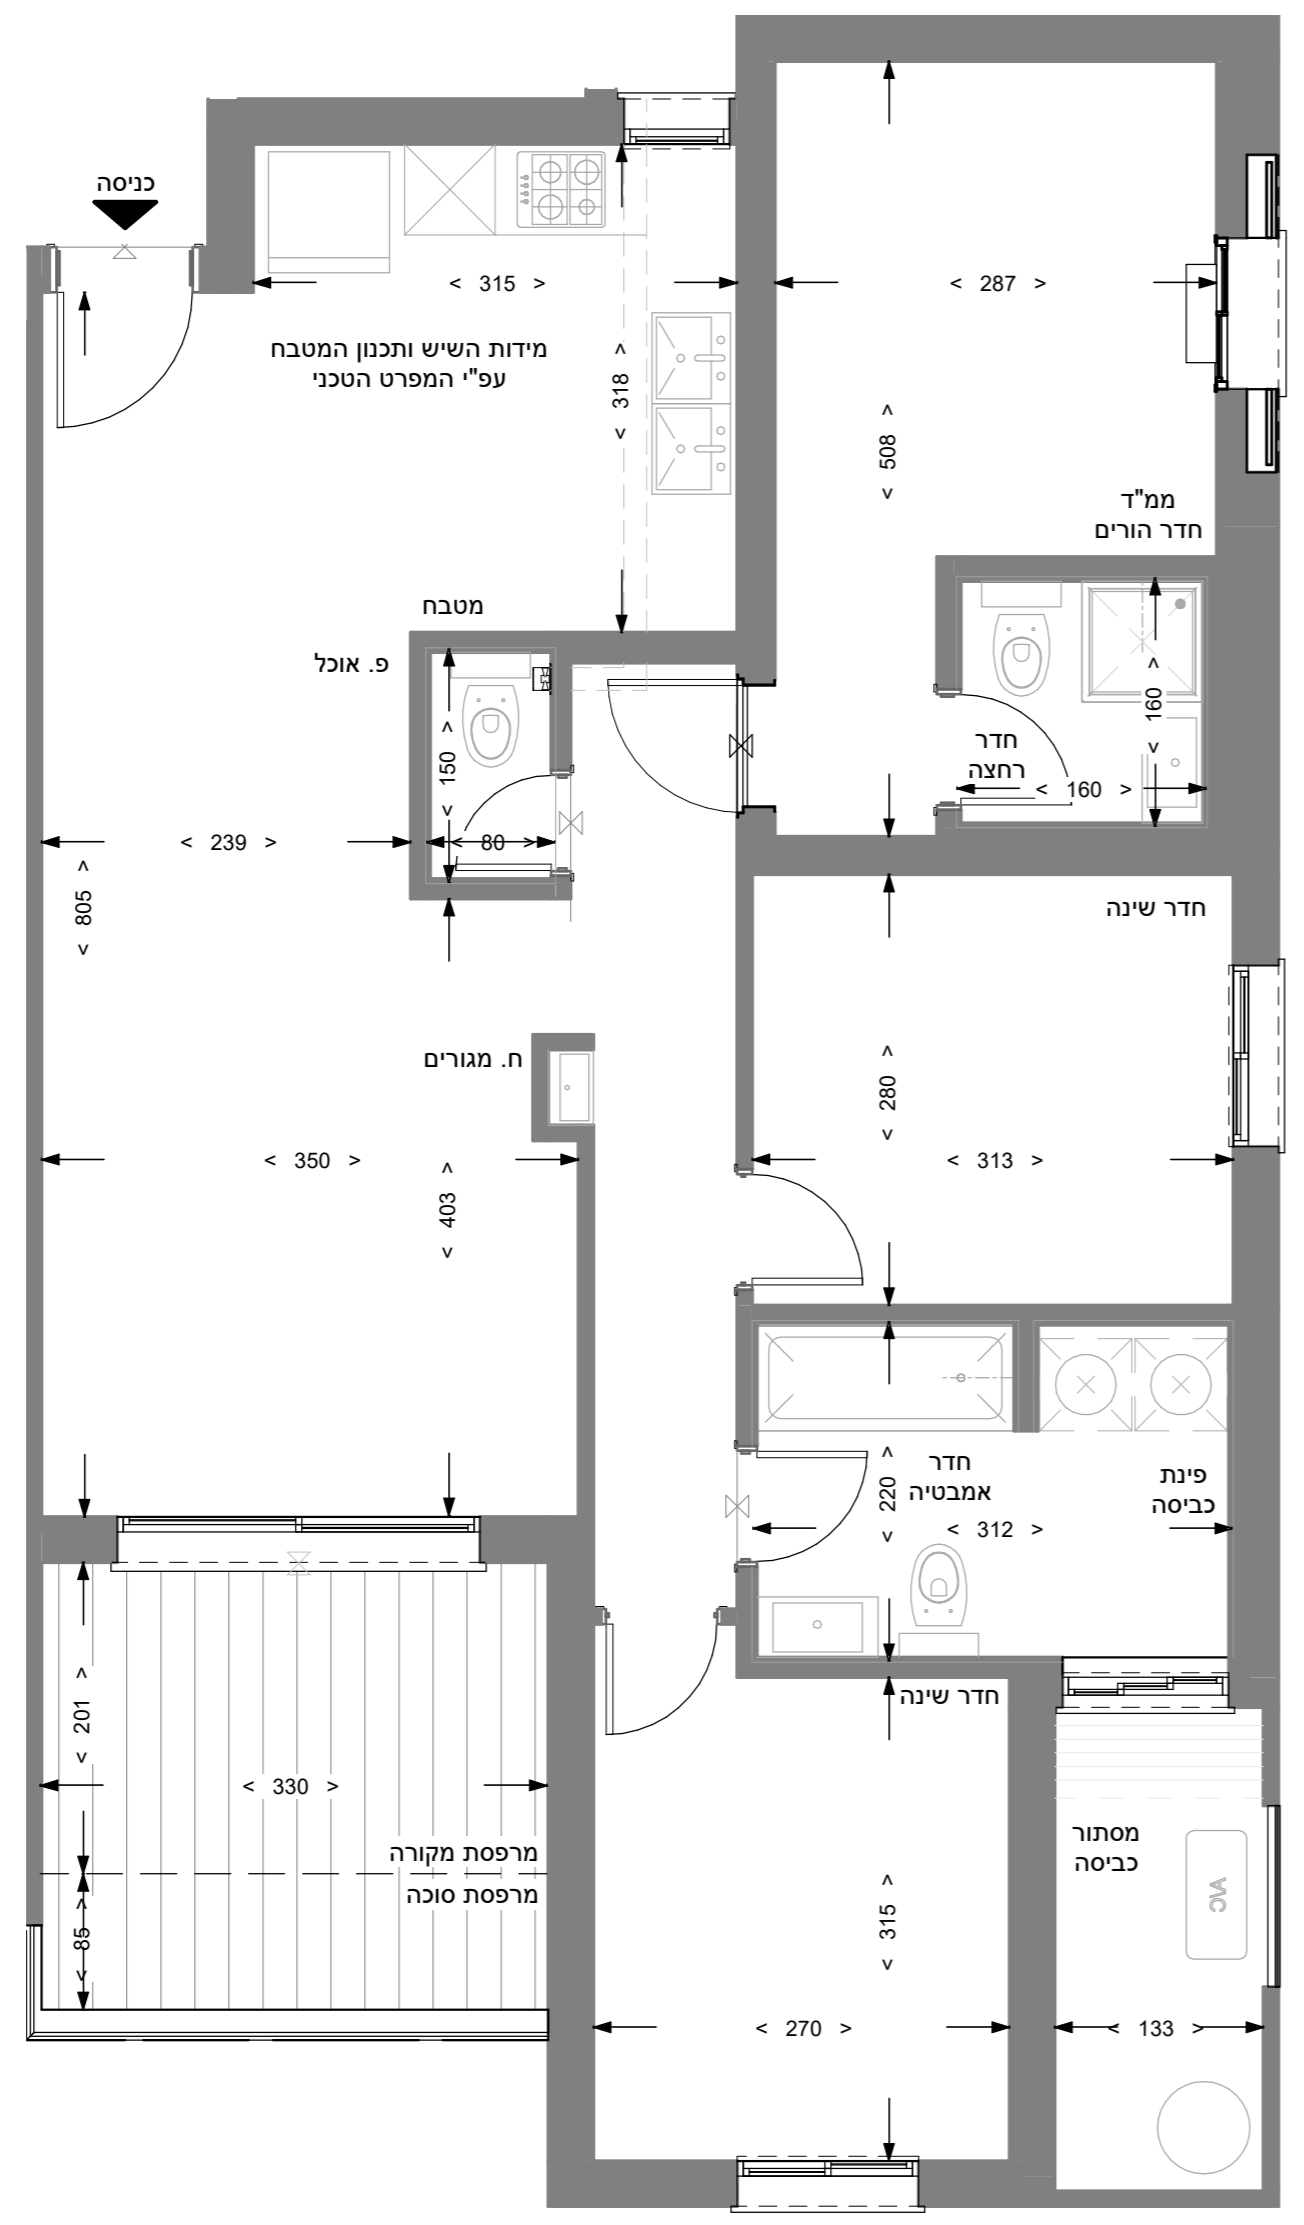 כניסה
< 315 >
< 287 >
מידות השיש ותכנון המטבח
עפ"י המפרט הטכני
< 318 >
< 508 >
ממ"ד
חדר הורים
מטבח
פ. אוכל
< 160 >
חדר
רחצה
< 160 >
< 150 >
< 80 >
< 239 >
< 805 >
חדר שינה
ח. מגורים
< 280 >
< 350 >
< 313 >
< 403 >
חדר
אמבטיה
פינת
כביסה
< 220 >
< 312 >
חדר שינה
< 201 >
< 330 >
מרפסת מקורה
מרפסת סוכה
< 85 >
מסתור
כביסה
A/C
< 315 >
< 270 >
< 133 >